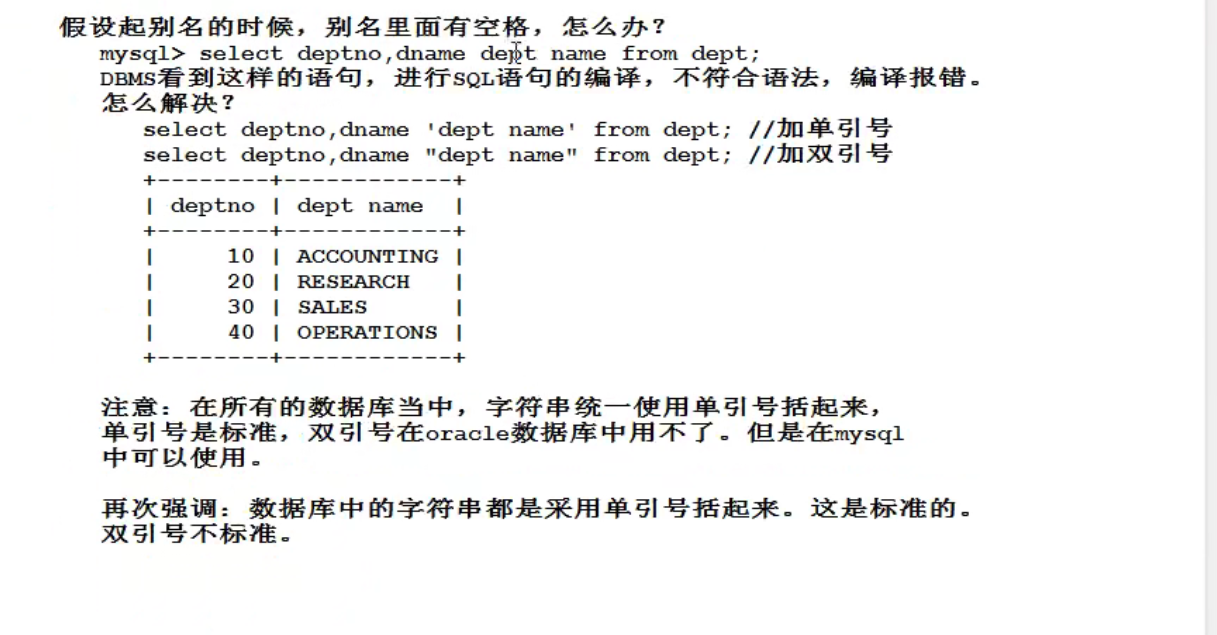 假设起别名的时候，别名里面有空格，怎么办？
mysql> select deptno,dname dept name from dept;
DBMS看到这样的语句，进行SQL语句的编译，不符合语法，编译报错。
怎么解决？
select deptno,dname 'dept name' from dept; //加单引号
select deptno,dname "dept name" from dept; //加双引号
+--------+------------+
| deptno | dept name  |
+--------+------------+
|     10 | ACCOUNTING |
|     20 | RESEARCH   |
|     30 | SALES      |
|     40 | OPERATIONS |
+--------+------------+
注意：在所有的数据库当中，字符串统一使用单引号括起来，
单引号是标准，双引号在oracle数据库中用不了。但是在mysql
中可以使用。
再次强调：数据库中的字符串都是采用单引号括起来。这是标准的。
双引号不标准。